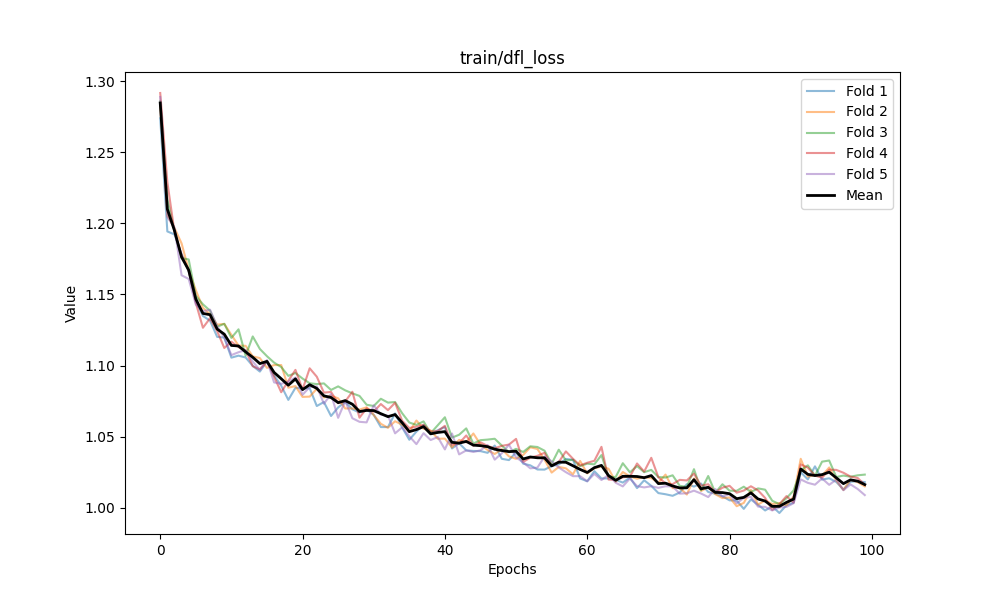 train/dfl_loss
Value
1.30
1.25
1.20
1.15
1.10
1.05
1.00
0
20
40
60
80
100
Epochs
Fold 1
Fold 2
Fold 3
Fold 4
Fold 5
Mean